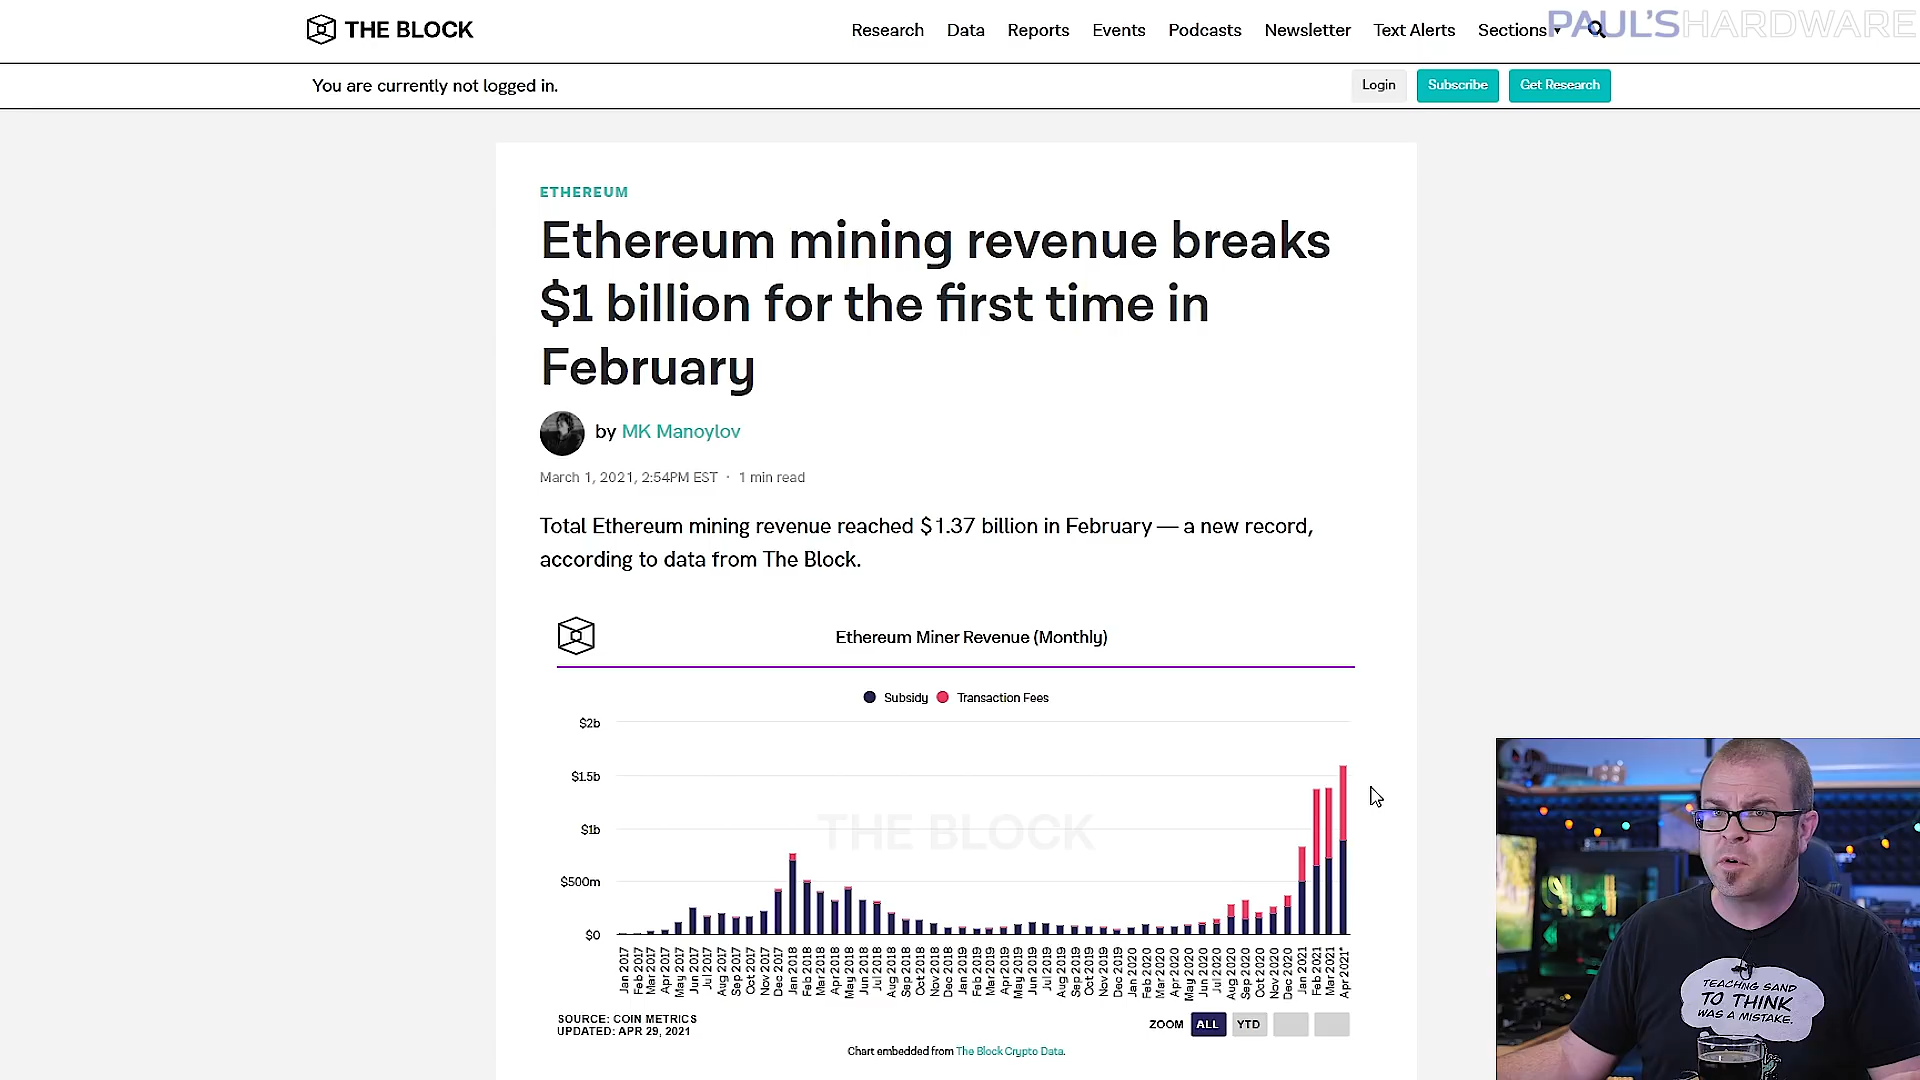 THE BLOCK
Research Data Reports Events Podcasts Newsletter Text Alerts Sections
PAUL'SHARDWARE
You are currently not logged in.
Login Subscribe Get Research
ETHEREUM
Ethereum mining revenue breaks
$1 billion for the first time in
February
by MK Manoylov
March 1, 2021, 2:54PM EST · 1 min read
Total Ethereum mining revenue reached $1.37 billion in February — a new record,
according to data from The Block.
Ethereum Miner Revenue (Monthly)
Subsidy Transaction Fees
$2b
$1.5b
$1b
$500m
$0
THE BLOCK
Jan 2017
Feb 2017
Mar 2017
Apr 2017
May 2017
Jun 2017
Jul 2017
Aug 2017
Sep 2017
Oct 2017
Nov 2017
Dec 2017
Jan 2018
Feb 2018
Mar 2018
Apr 2018
May 2018
Jun 2018
Jul 2018
Aug 2018
Sep 2018
Oct 2018
Nov 2018
Dec 2018
Jan 2019
Feb 2019
Mar 2019
Apr 2019
May 2019
Jun 2019
Jul 2019
Aug 2019
Sep 2019
Oct 2019
Nov 2019
Dec 2019
Jan 2020
Feb 2020
Mar 2020
Apr 2020
May 2020
Jun 2020
Jul 2020
Aug 2020
Sep 2020
Oct 2020
Nov 2020
Dec 2020
Jan 2021
Feb 2021
Mar 2021
Apr 2021*
SOURCE: COIN METRICS
UPDATED: APR 29, 2021
ZOOM ALL YTD
Chart embedded from The Block Crypto Data.
TEACHING SAND
TO THINK
WAS A MISTAKE.